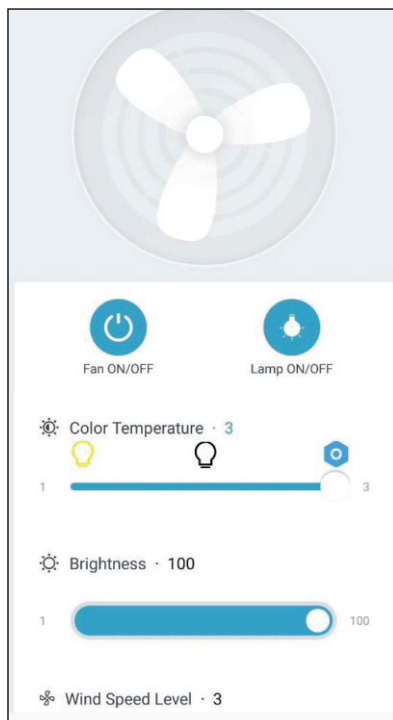 Fan ON/OFF Lamp ON/OFF
Color Temperature · 3
1 3
Brightness · 100
1 100
Wind Speed Level · 3